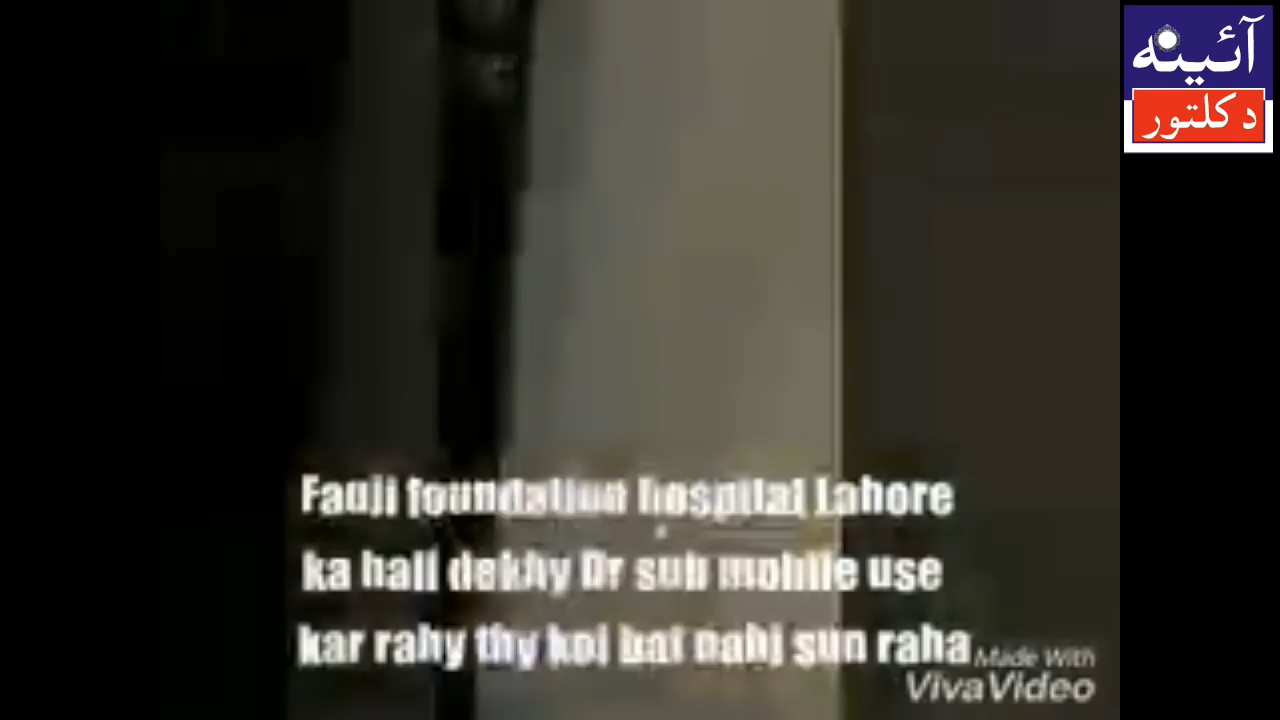 آئینه
د کلتور
Fauji foundation hospital Lahore
ka hall dekhy Dr sub mobile use
kar rahy thy koi bat nahi sun raha
Made With
VivaVideo